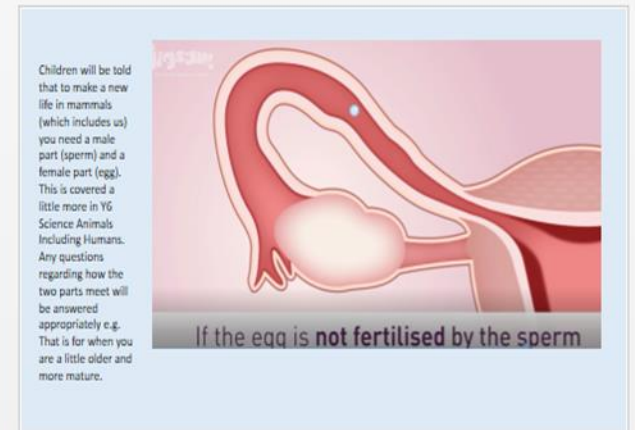 Children will be told
that to make a new
life in mammals
(which includes us)
you need a male
part (sperm) and a
female part (egg).
This is covered a
little more in Y6
Science Animals
Including Humans.
Any questions
regarding how the
two parts meet will
be answered
appropriately e.g.
That is for when you
are a little older and
more mature.
If the egg is not fertilised by the sperm